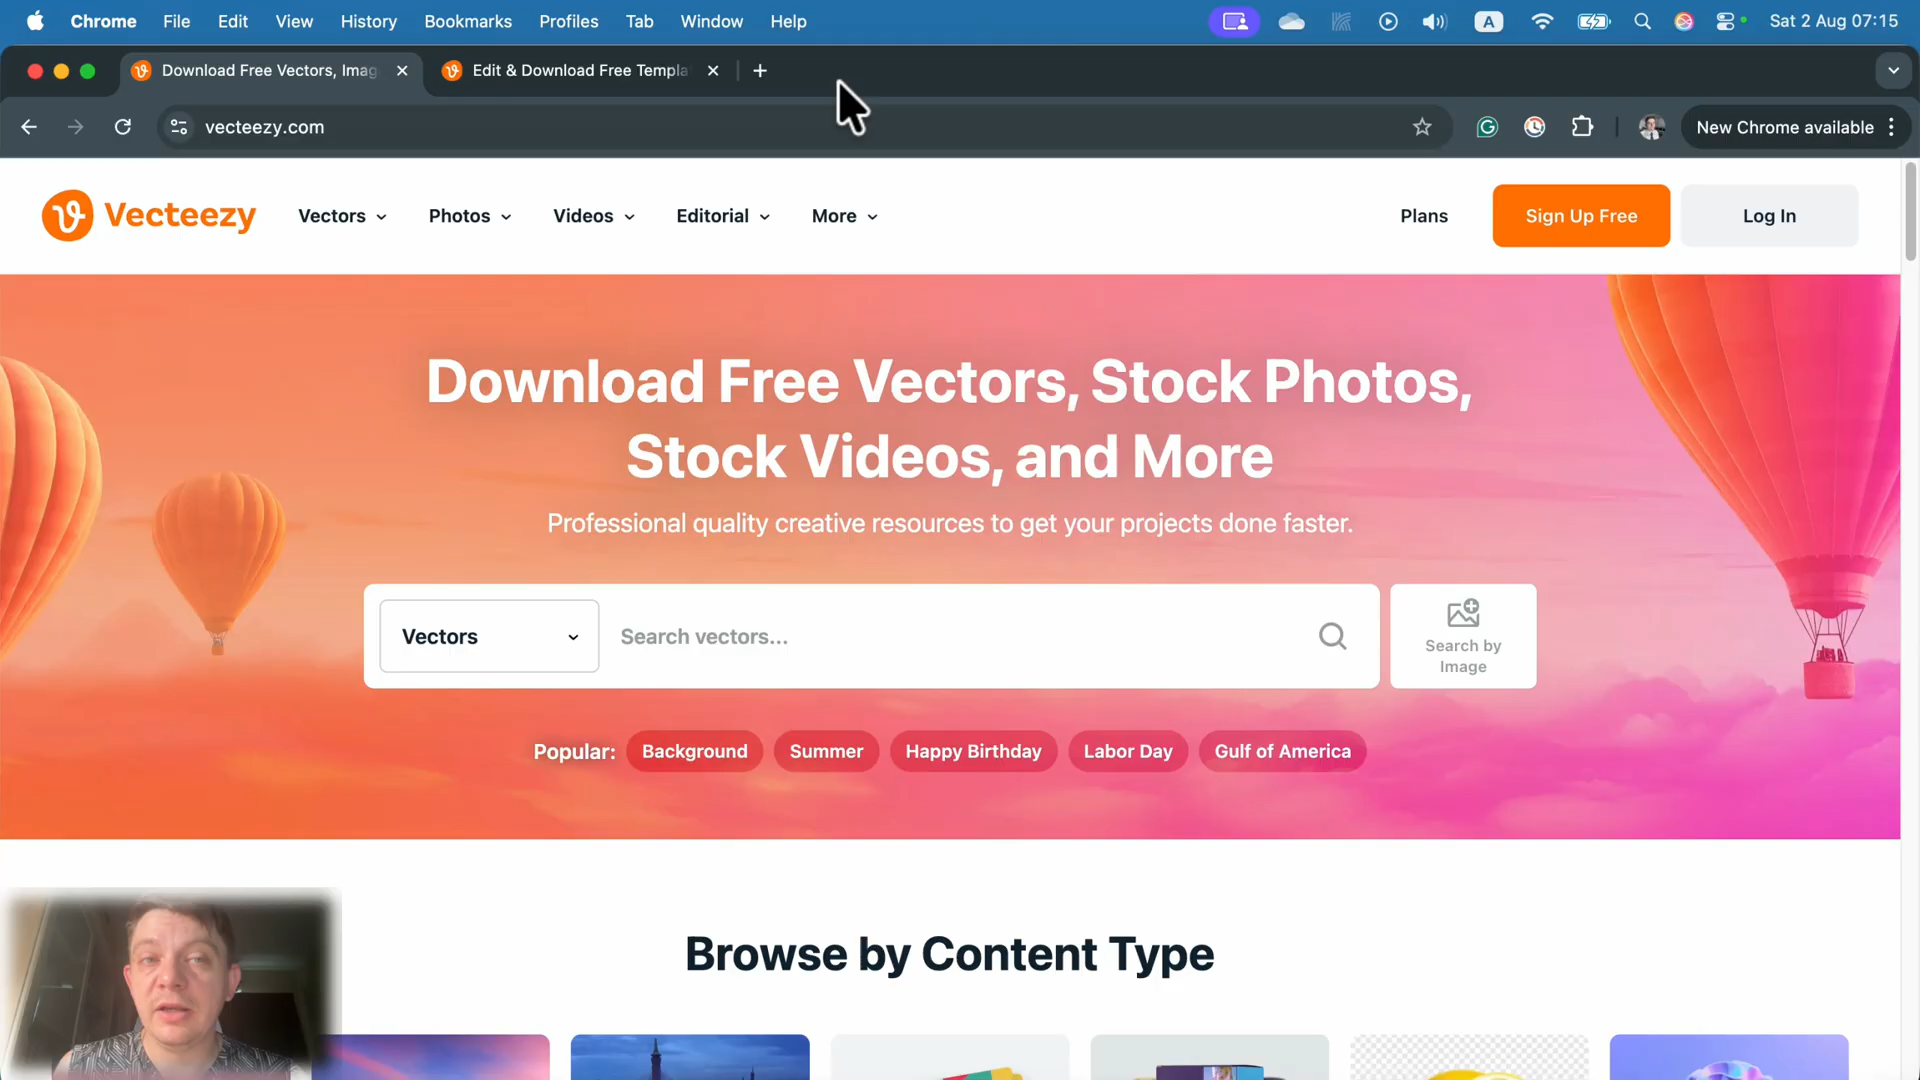 Chrome File Edit View History Bookmarks Profiles Tab Window Help A Sat 2 Aug 07:15
Download Free Vectors, Imag Edit & Download Free Templa
vecteezy.com New Chrome available
Vecteezy Vectors Photos Videos Editorial More Plans Sign Up Free Log In
Download Free Vectors, Stock Photos,
Stock Videos, and More
Professional quality creative resources to get your projects done faster.
Vectors Search vectors... Search by
Image
Popular: Background Summer Happy Birthday Labor Day Gulf of America
Browse by Content Type